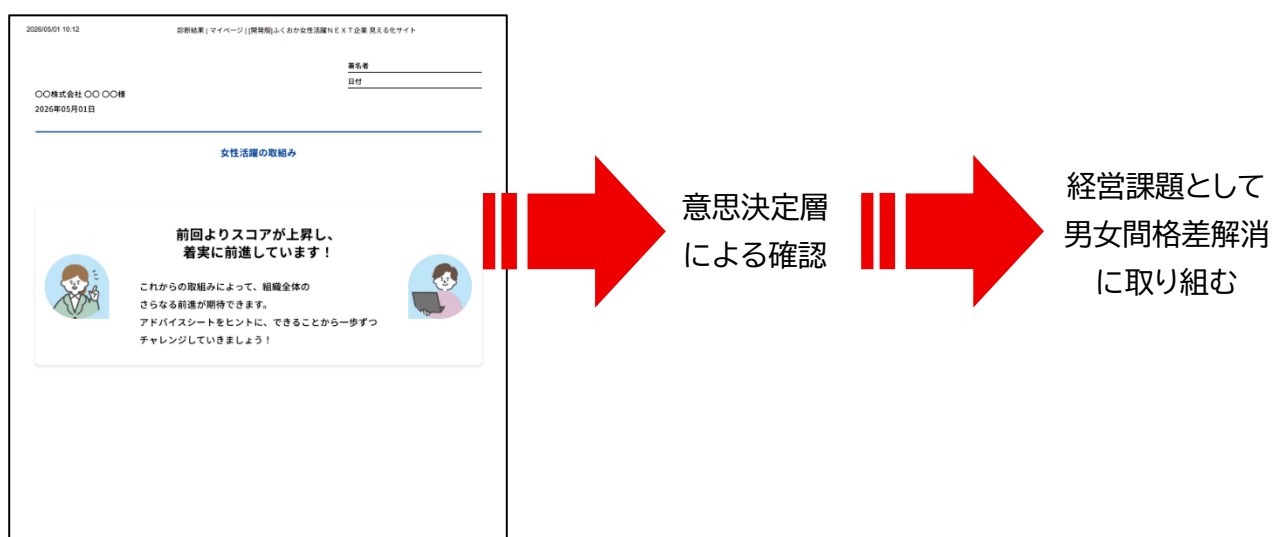 2026/05/01 10:12
診断結果 | マイページ | [開発版]ふくおか女性活躍ＮＥＸＴ企業 見える化サイト
署名者
日付
〇〇株式会社 〇〇 〇〇様
2026年05月01日
女性活躍の取組み
前回よりスコアが上昇し、
着実に前進しています！
これからの取組みによって、組織全体の
さらなる前進が期待できます。
アドバイスシートをヒントに、できることから一歩ずつ
チャレンジしていきましょう！
意思決定層
による確認
経営課題として
男女間格差解消
に取り組む